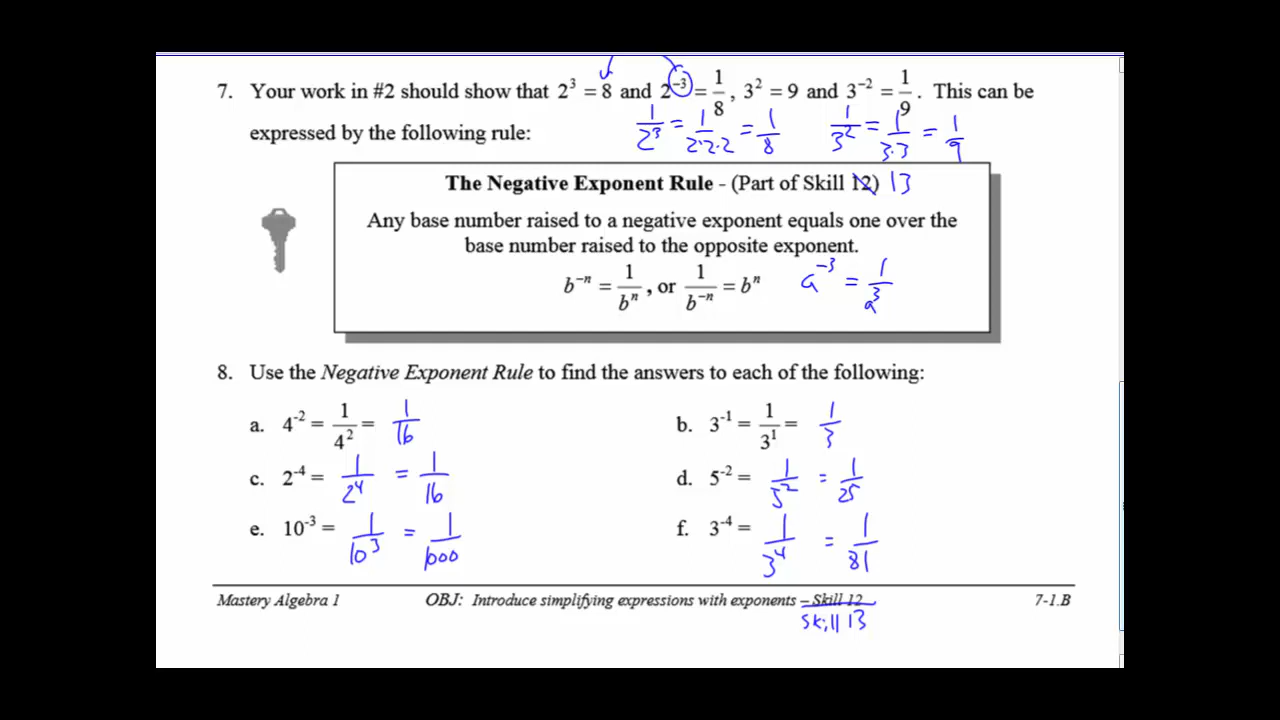 7. Your work in #2 should show that 2³ = 8 and 2⁻³ = 1/8, 3² = 9 and 3⁻² = 1/9. This can be
1/2³ = 1/2·2·2 = 1/8 1/3² = 1/3·3 = 1/9
expressed by the following rule:
The Negative Exponent Rule - (Part of Skill 12) 13
Any base number raised to a negative exponent equals one over the
base number raised to the opposite exponent.
b⁻ⁿ = 1/bⁿ, or 1/b⁻ⁿ = bⁿ a⁻³ = 1/a³
8. Use the Negative Exponent Rule to find the answers to each of the following:
a. 4⁻² = 1/4² = 1/16 b. 3⁻¹ = 1/3¹ = 1/3
c. 2⁻⁴ = 1/2⁴ = 1/16 d. 5⁻² = 1/5² = 1/25
e. 10⁻³ = 1/10³ = 1/1000 f. 3⁻⁴ = 1/3⁴ = 1/81
Mastery Algebra 1 OBJ: Introduce simplifying expressions with exponents – Skill 12 7-1.B
Skill 13